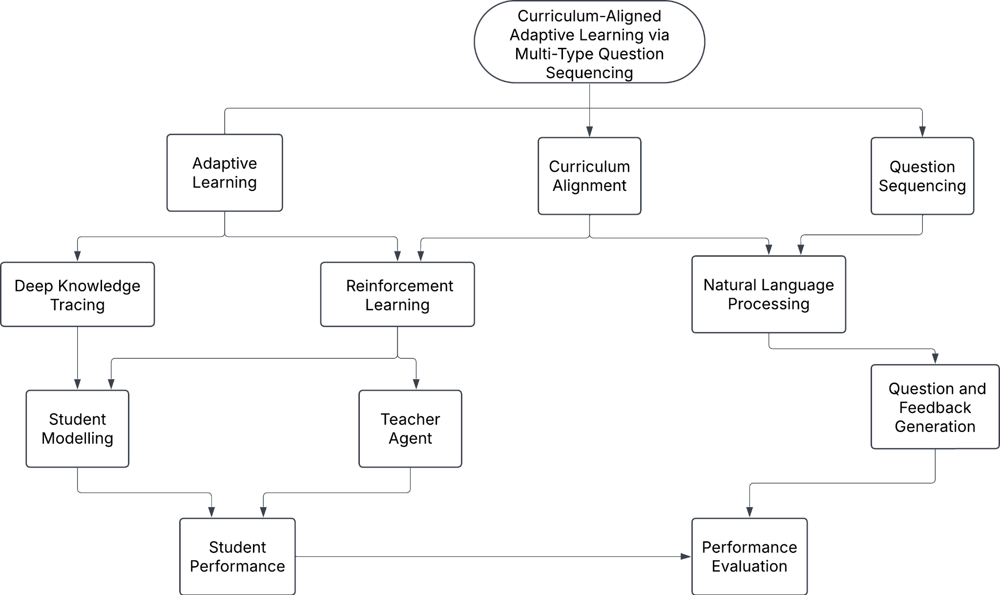 Curriculum-Aligned
Adaptive Learning via
Multi-Type Question
Sequencing
Adaptive
Learning
Curriculum
Alignment
Question
Sequencing
Deep Knowledge
Tracing
Reinforcement
Learning
Natural Language
Processing
Student
Modelling
Teacher
Agent
Question and
Feedback
Generation
Student
Performance
Performance
Evaluation